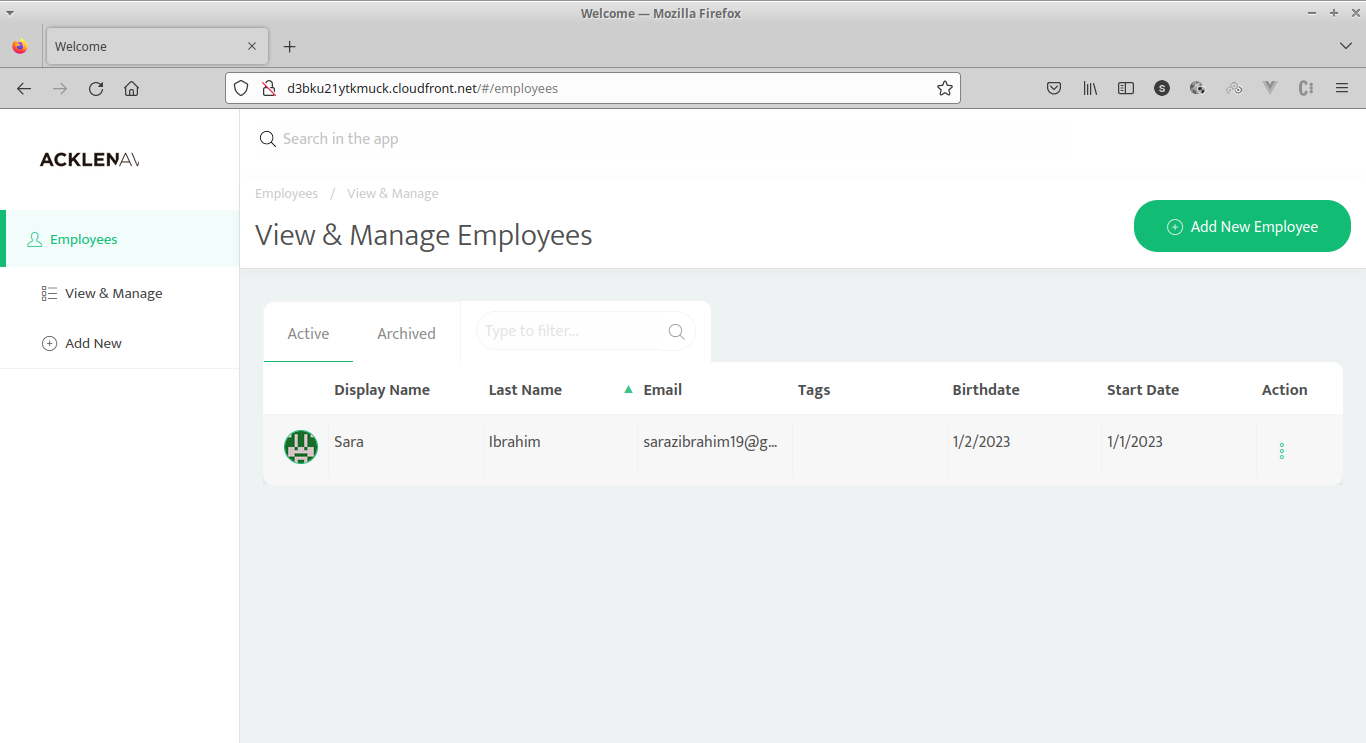 Welcome — Mozilla Firefox
Welcome
d3bku21ytkmuck.cloudfront.net/#/employees
S
ACKLENAV
Search in the app
Employees / View & Manage
View & Manage Employees
Add New Employee
Employees
View & Manage
Add New
Active Archived Type to filter...
Display Name Last Name Email Tags Birthdate Start Date Action
Sara Ibrahim sarazibrahim19@g... 1/2/2023 1/1/2023